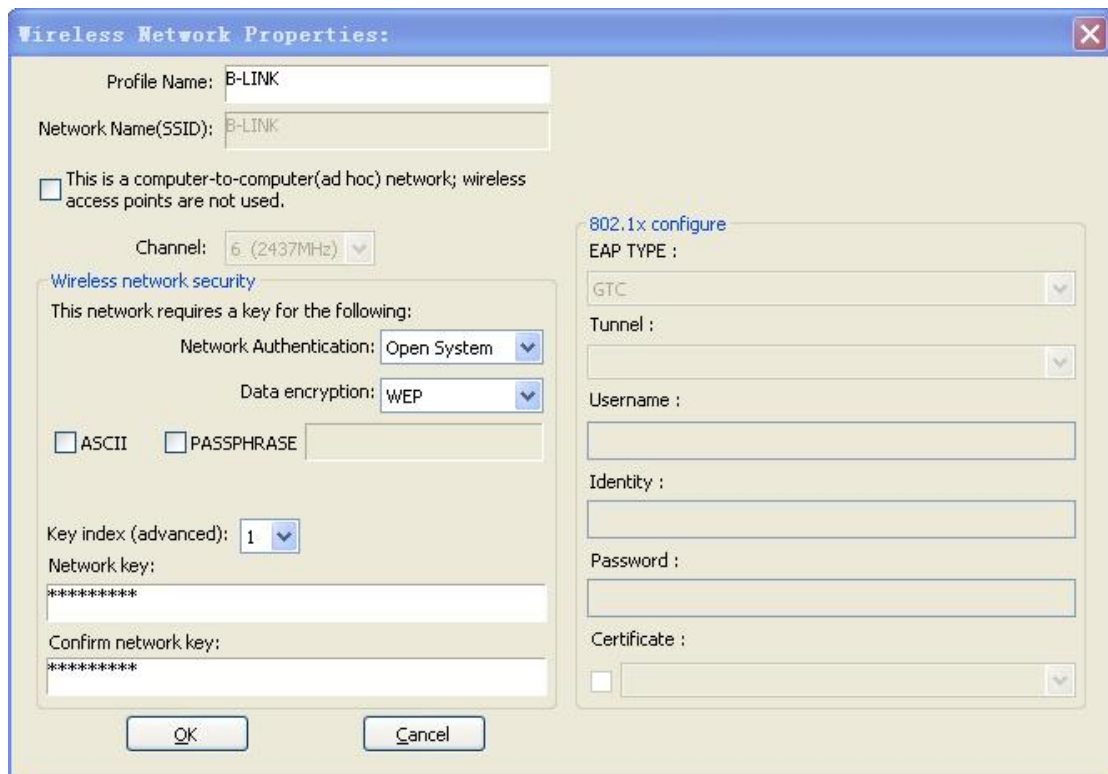 Wireless Network Properties:
Profile Name: B-LINK
Network Name(SSID): B-LINK
This is a computer-to-computer(ad hoc) network; wireless
access points are not used.
Channel: 6 (2437MHz)
Wireless network security
This network requires a key for the following:
Network Authentication: Open System
Data encryption: WEP
ASCII PASSPHRASE
Key index (advanced): 1
Network key:
*********
Confirm network key:
*********
OK Cancel
802.1x configure
EAP TYPE :
GTC
Tunnel :
Username :
Identity :
Password :
Certificate :